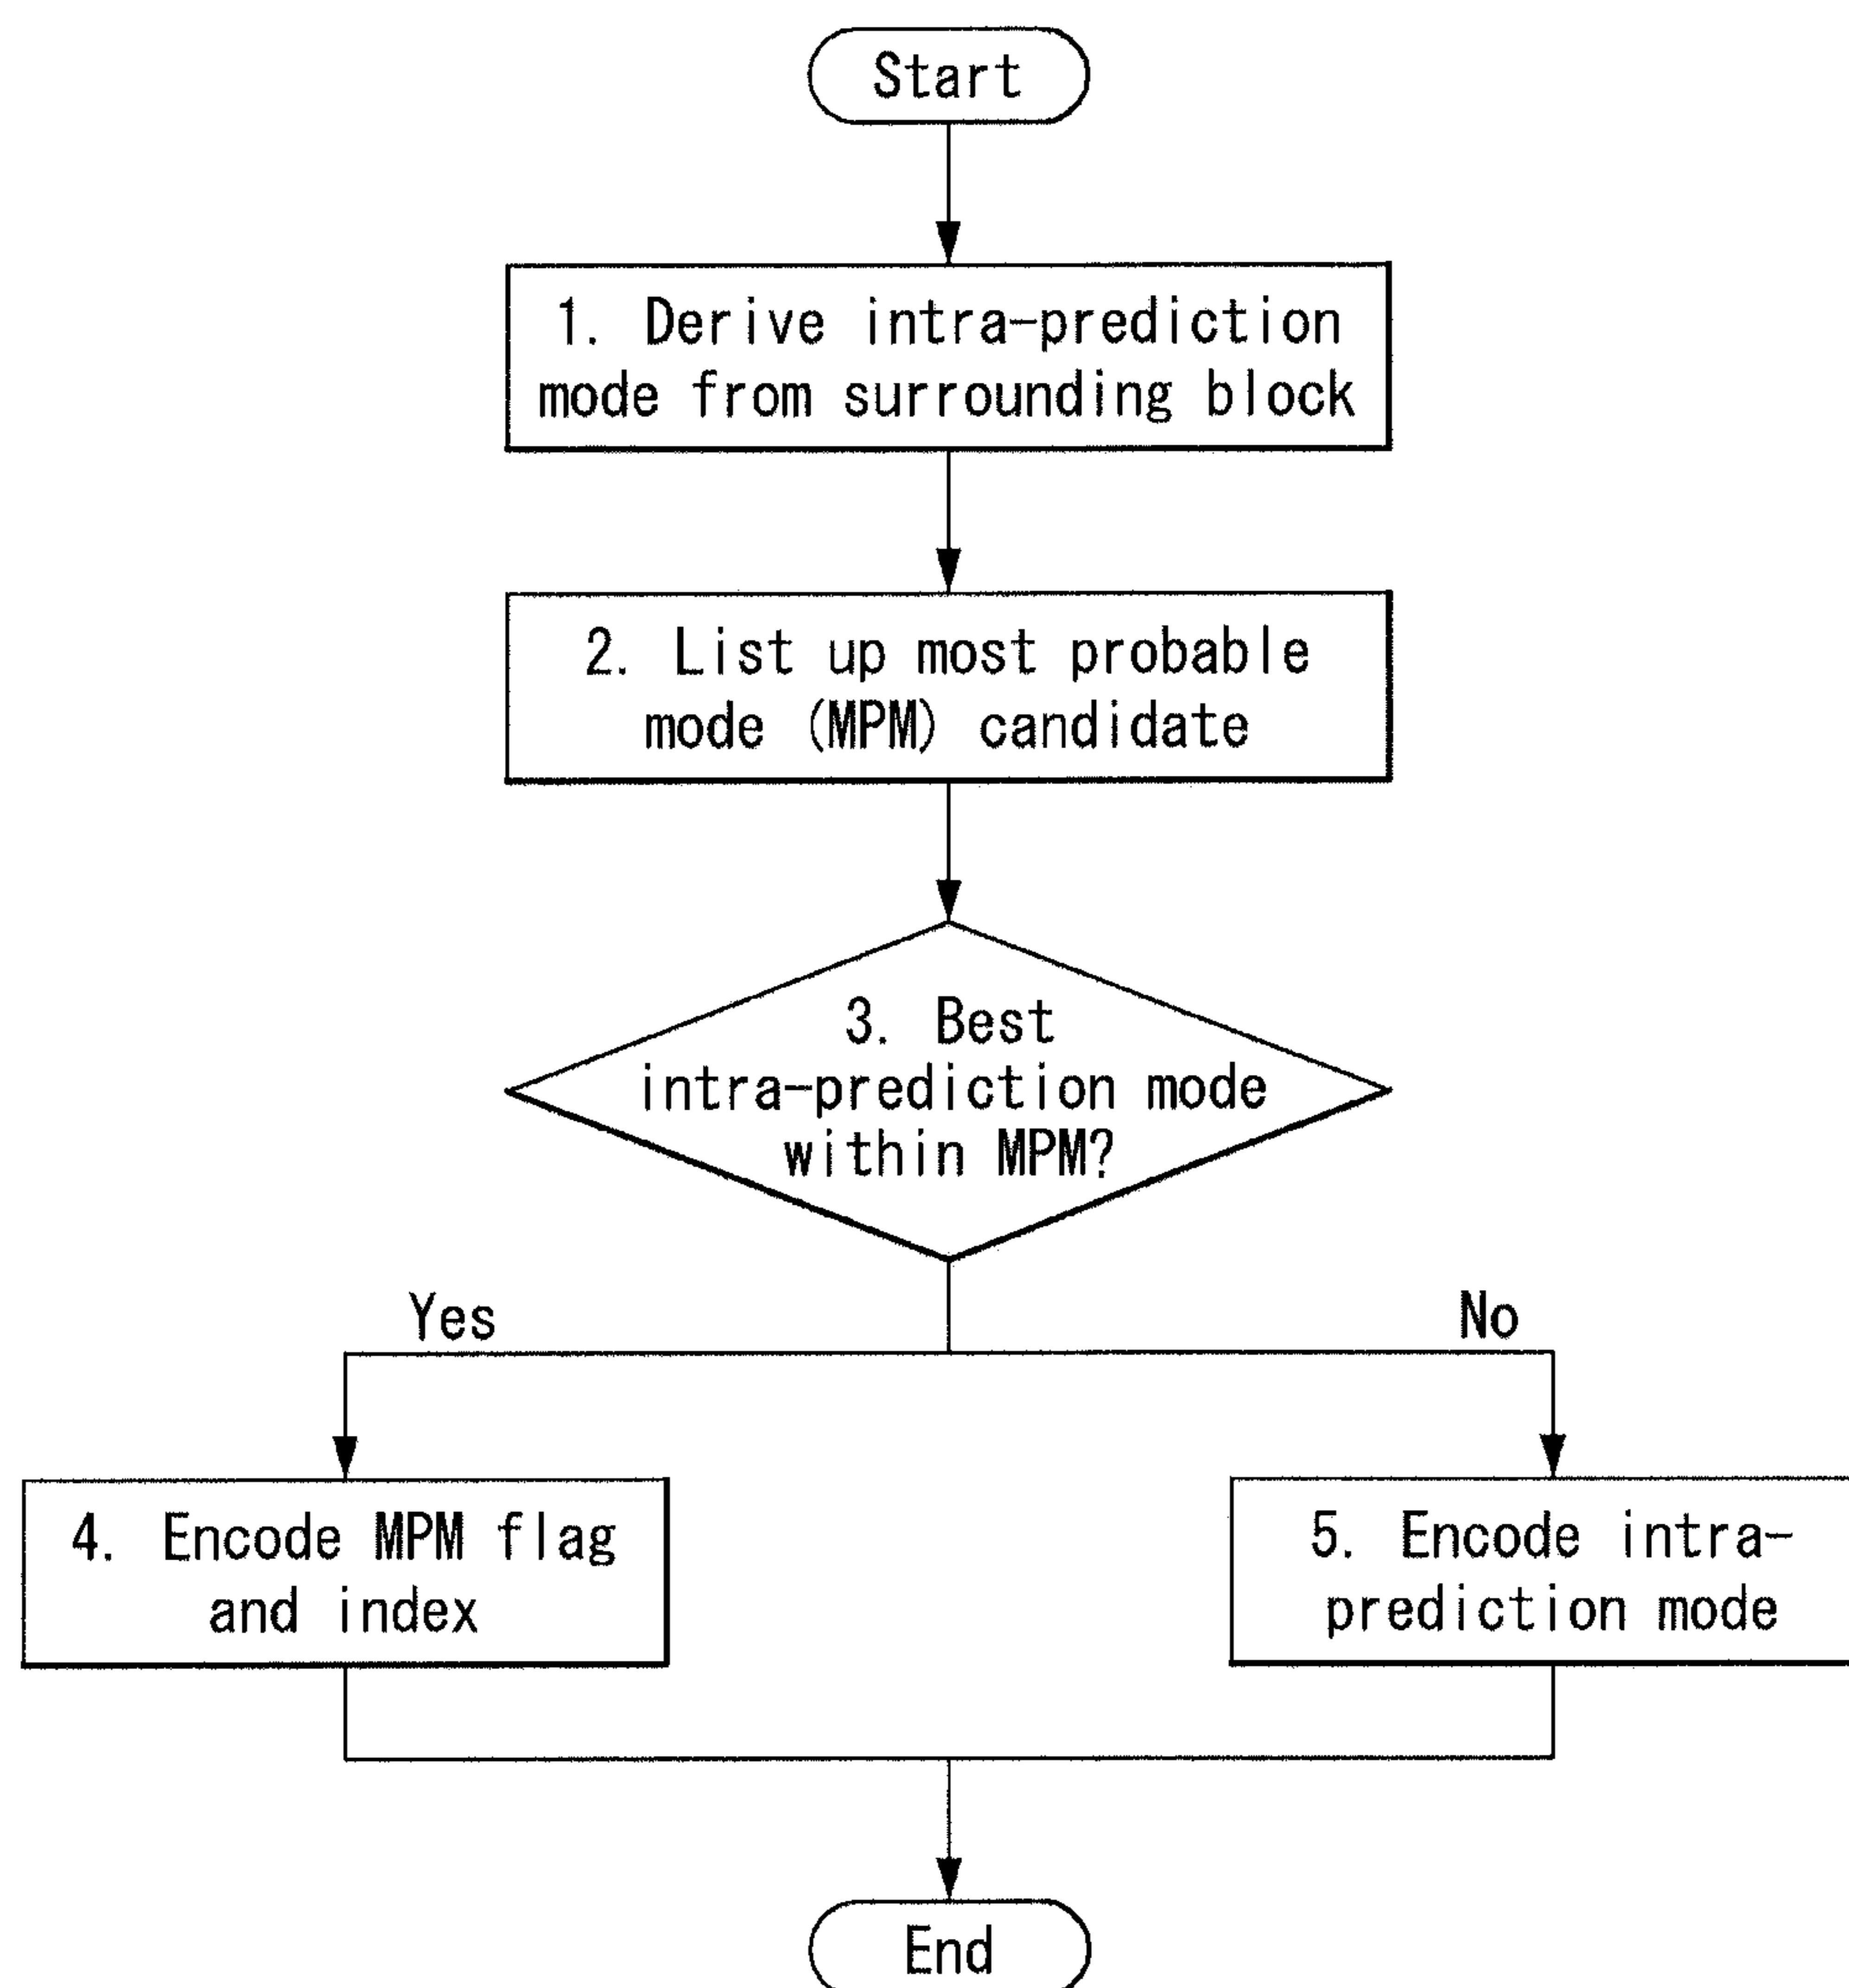 Start
1. Derive intra-prediction
mode from surrounding block
2. List up most probable
mode (MPM) candidate
3. Best
intra-prediction mode
within MPM?
Yes
No
4. Encode MPM flag
and index
5. Encode intra-
prediction mode
End